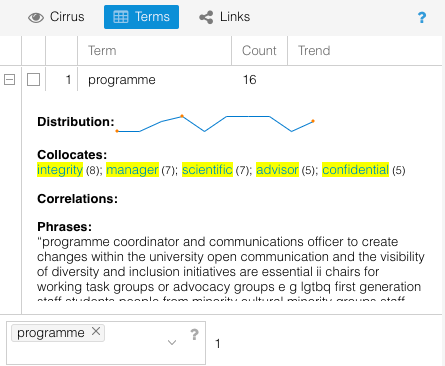 Cirrus Terms Links ?
Term Count Trend
1 programme 16
Distribution:
Collocates:
integrity (8); manager (7); scientific (7); advisor (5); confidential (5)
Correlations:
Phrases:
"programme coordinator and communications officer to create
changes within the university open communication and the visibility
of diversity and inclusion initiatives are essential ii chairs for
working task groups or advocacy groups e g lgtbq first generation
staff students people from minority cultural minority groups staff
programme × ? 1